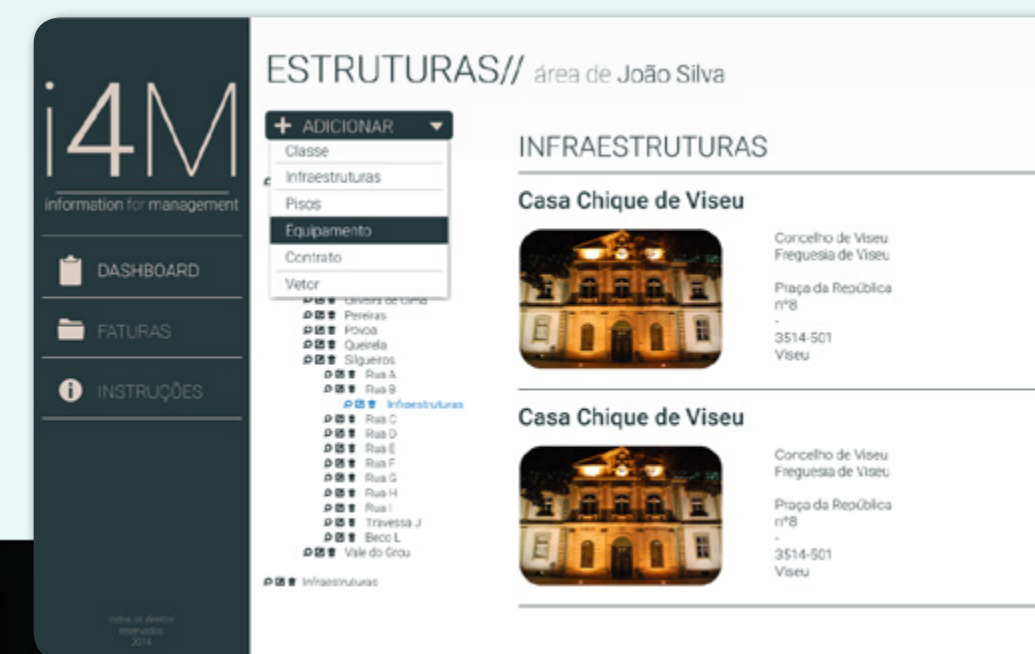 i4M
information for management
DASHBOARD
FATURAS
INSTRUÇÕES
todos os direitos
reservados
2014
ESTRUTURAS// área de João Silva
+ ADICIONAR
Classe
Infraestruturas
Pisos
Equipamento
Contrato
Vetor
Oliveira de Cima
Pereiras
Póvoa
Queirela
Silgueiros
Rua A
Rua B
Infraestruturas
Rua C
Rua D
Rua E
Rua F
Rua G
Rua H
Rua I
Travessa J
Beco L
Vale do Grou
Infraestruturas
INFRAESTRUTURAS
Casa Chique de Viseu
Concelho de Viseu
Freguesia de Viseu
Praça da República
nº8
-
3514-501
Viseu
Casa Chique de Viseu
Concelho de Viseu
Freguesia de Viseu
Praça da República
nº8
-
3514-501
Viseu